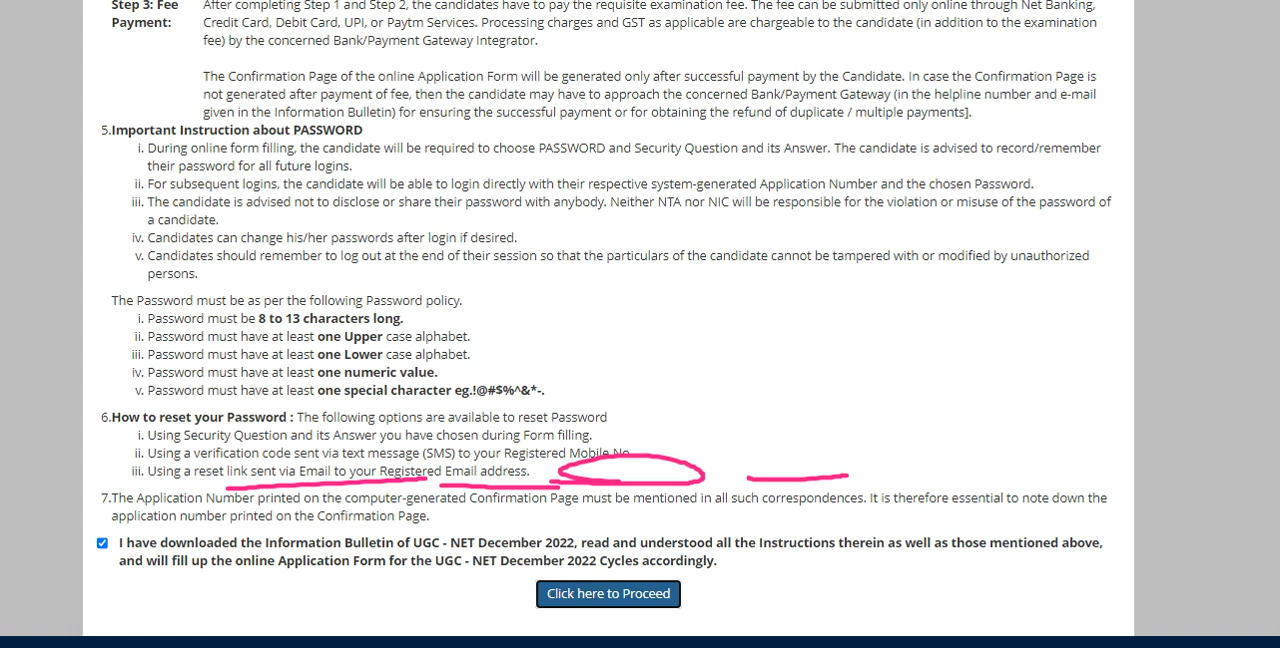 Step 3: Fee Payment: After completing Step 1 and Step 2, the candidates have to pay the requisite examination fee. The fee can be submitted only online through Net Banking,
Credit Card, Debit Card, UPI, or Paytm Services. Processing charges and GST as applicable are chargeable to the candidate (in addition to the examination
fee) by the concerned Bank/Payment Gateway Integrator.
The Confirmation Page of the online Application Form will be generated only after successful payment by the Candidate. In case the Confirmation Page is
not generated after payment of fee, then the candidate may have to approach the concerned Bank/Payment Gateway (in the helpline number and e-mail
given in the Information Bulletin) for ensuring the successful payment or for obtaining the refund of duplicate / multiple payments].
5.Important Instruction about PASSWORD
i. During online form filling, the candidate will be required to choose PASSWORD and Security Question and its Answer. The candidate is advised to record/remember
their password for all future logins.
ii. For subsequent logins, the candidate will be able to login directly with their respective system-generated Application Number and the chosen Password.
iii. The candidate is advised not to disclose or share their password with anybody. Neither NTA nor NIC will be responsible for the violation or misuse of the password of
a candidate.
iv. Candidates can change his/her passwords after login if desired.
v. Candidates should remember to log out at the end of their session so that the particulars of the candidate cannot be tampered with or modified by unauthorized
persons.
The Password must be as per the following Password policy.
i. Password must be 8 to 13 characters long.
ii. Password must have at least one Upper case alphabet.
iii. Password must have at least one Lower case alphabet.
iv. Password must have at least one numeric value.
v. Password must have at least one special character eg.!@#$%^&*-.
6.How to reset your Password : The following options are available to reset Password
i. Using Security Question and its Answer you have chosen during Form filling.
ii. Using a verification code sent via text message (SMS) to your Registered Mobile No
iii. Using a reset link sent via Email to your Registered Email address.
7.The Application Number printed on the computer-generated Confirmation Page must be mentioned in all such correspondences. It is therefore essential to note down the
application number printed on the Confirmation Page.
I have downloaded the Information Bulletin of UGC - NET December 2022, read and understood all the Instructions therein as well as those mentioned above,
and will fill up the online Application Form for the UGC - NET December 2022 Cycles accordingly.
Click here to Proceed